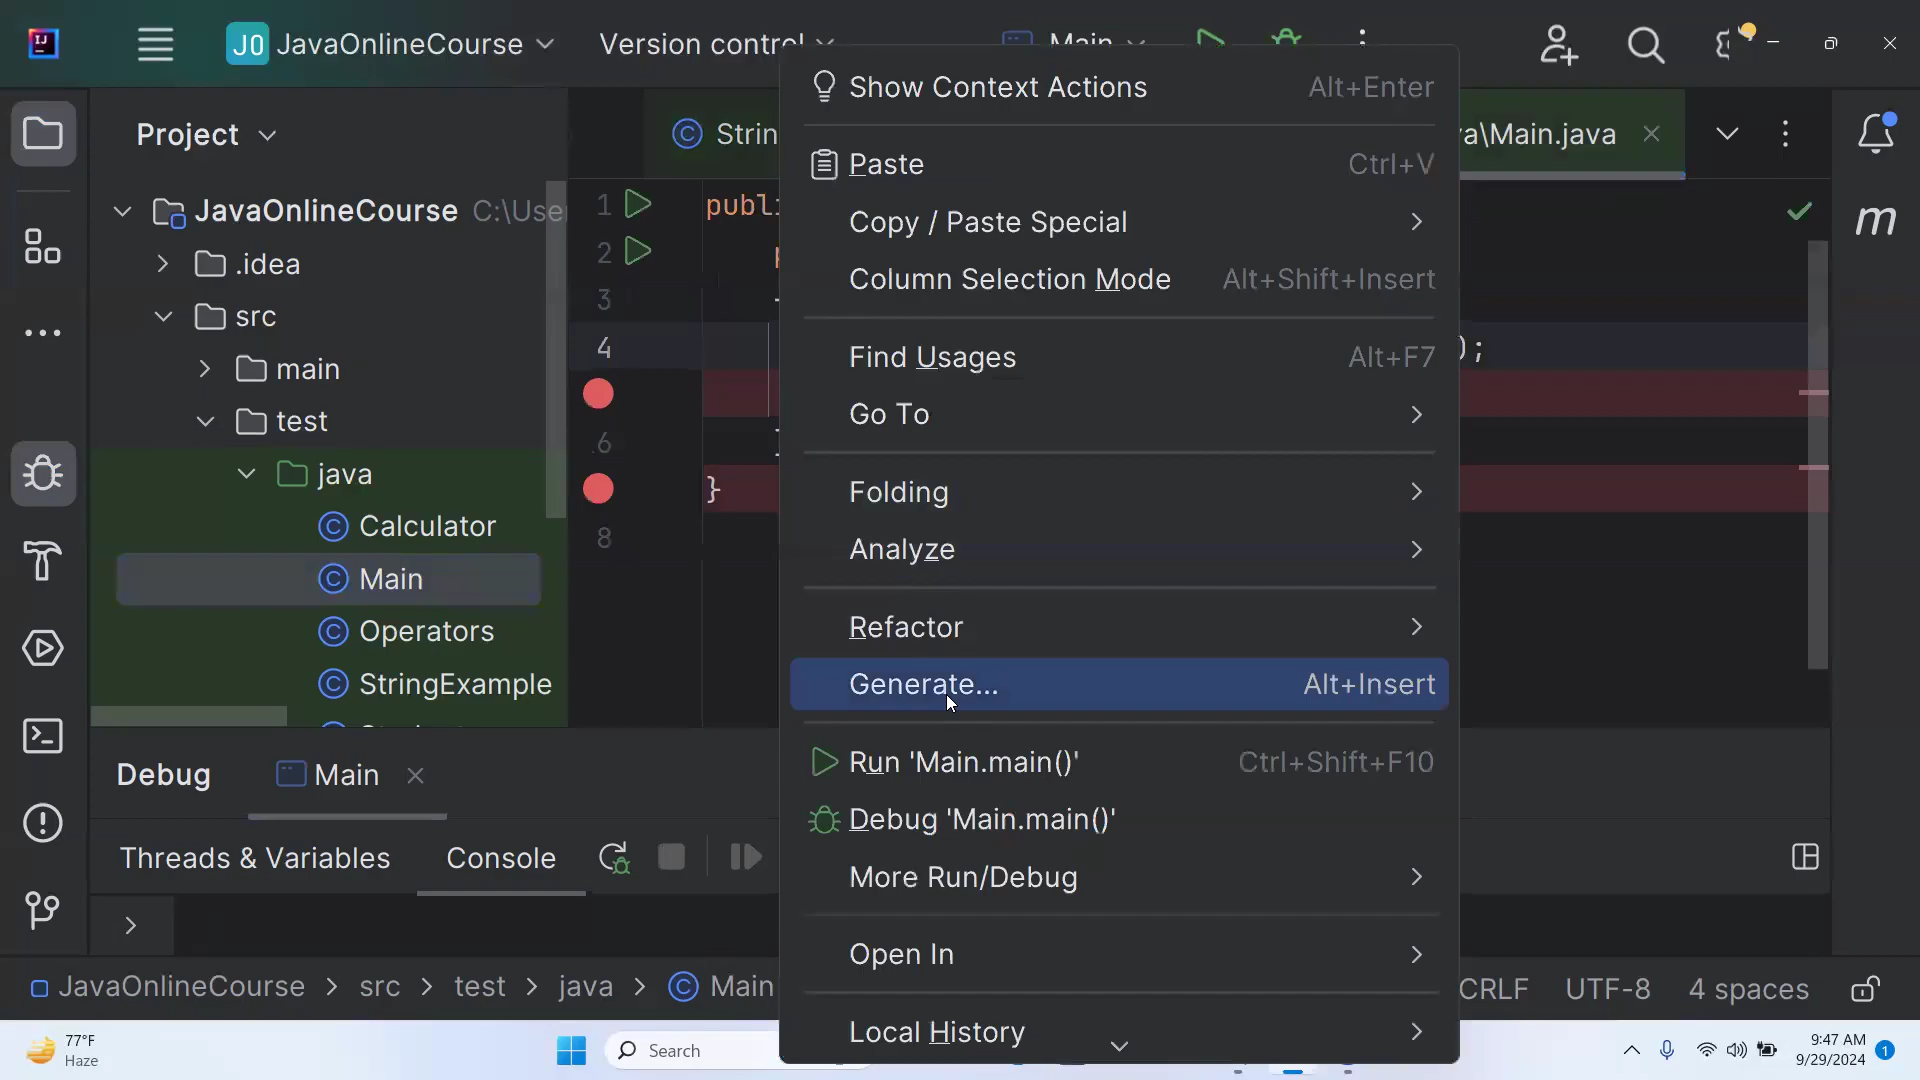 IJ
JO JavaOnlineCourse
Version control
Main
Project
Strin
va\Main.java
JavaOnlineCourse C:\Use
.idea
src
main
test
java
Calculator
Main
Operators
StringExample
1 publi
2
3
4 );
6
}
8
m
Show Context Actions Alt+Enter
Paste Ctrl+V
Copy / Paste Special
Column Selection Mode Alt+Shift+Insert
Find Usages Alt+F7
Go To
Folding
Analyze
Refactor
Generate... Alt+Insert
Run 'Main.main()' Ctrl+Shift+F10
Debug 'Main.main()'
More Run/Debug
Open In
Local History
Debug Main
Threads & Variables Console
JavaOnlineCourse > src > test > java > Main
CRLF UTF-8 4 spaces
77°F
Haze
Search
9:47 AM
9/29/2024
1